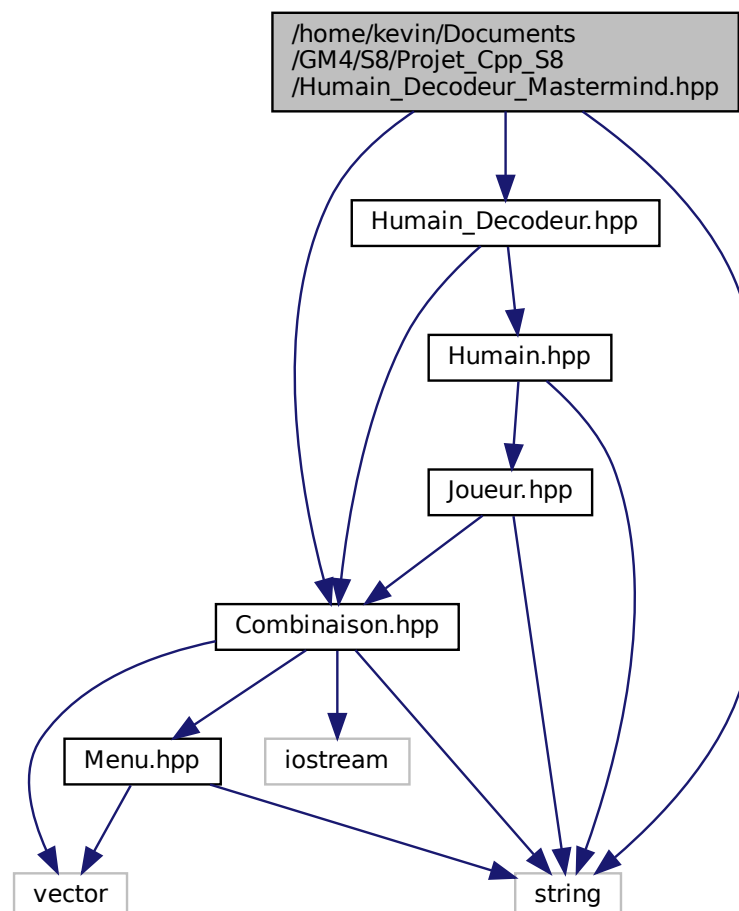 /home/kevin/Documents
/GM4/S8/Projet_Cpp_S8
/Humain_Decodeur_Mastermind.hpp
Humain_Decodeur.hpp
Humain.hpp
Joueur.hpp
Combinaison.hpp
Menu.hpp
iostream
vector
string